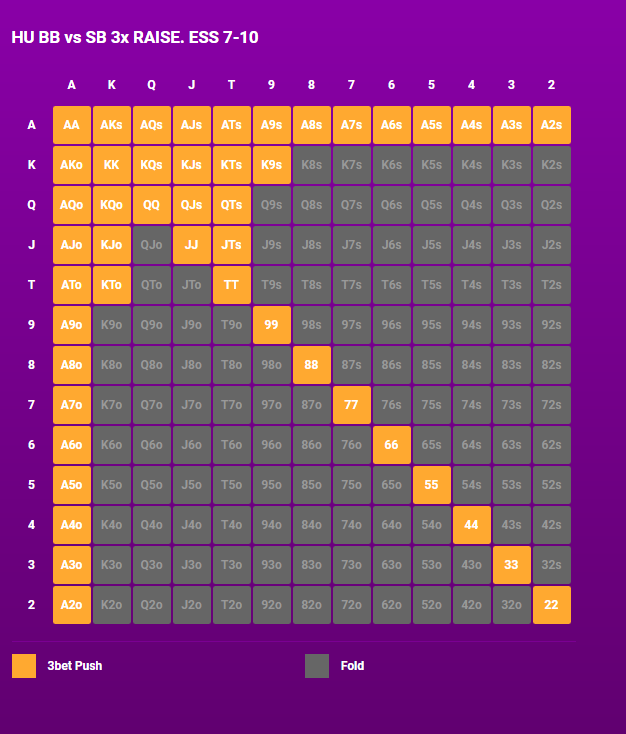 HU BB vs SB 3x RAISE. ESS 7-10
A K Q J T 9 8 7 6 5 4 3 2
A AA AKs AQs AJs ATs A9s A8s A7s A6s A5s A4s A3s A2s
K AKo KK KQs KJs KTs K9s K8s K7s K6s K5s K4s K3s K2s
Q AQo KQo QQ QJs QTs Q9s Q8s Q7s Q6s Q5s Q4s Q3s Q2s
J AJo KJo QJo JJ JTs J9s J8s J7s J6s J5s J4s J3s J2s
T ATo KTo QTo JTo TT T9s T8s T7s T6s T5s T4s T3s T2s
9 A9o K9o Q9o J9o T9o 99 98s 97s 96s 95s 94s 93s 92s
8 A8o K8o Q8o J8o T8o 98o 88 87s 86s 85s 84s 83s 82s
7 A7o K7o Q7o J7o T7o 97o 87o 77 76s 75s 74s 73s 72s
6 A6o K6o Q6o J6o T6o 96o 86o 76o 66 65s 64s 63s 62s
5 A5o K5o Q5o J5o T5o 95o 85o 75o 65o 55 54s 53s 52s
4 A4o K4o Q4o J4o T4o 94o 84o 74o 64o 54o 44 43s 42s
3 A3o K3o Q3o J3o T3o 93o 83o 73o 63o 53o 43o 33 32s
2 A2o K2o Q2o J2o T2o 92o 82o 72o 62o 52o 42o 32o 22
3bet Push Fold